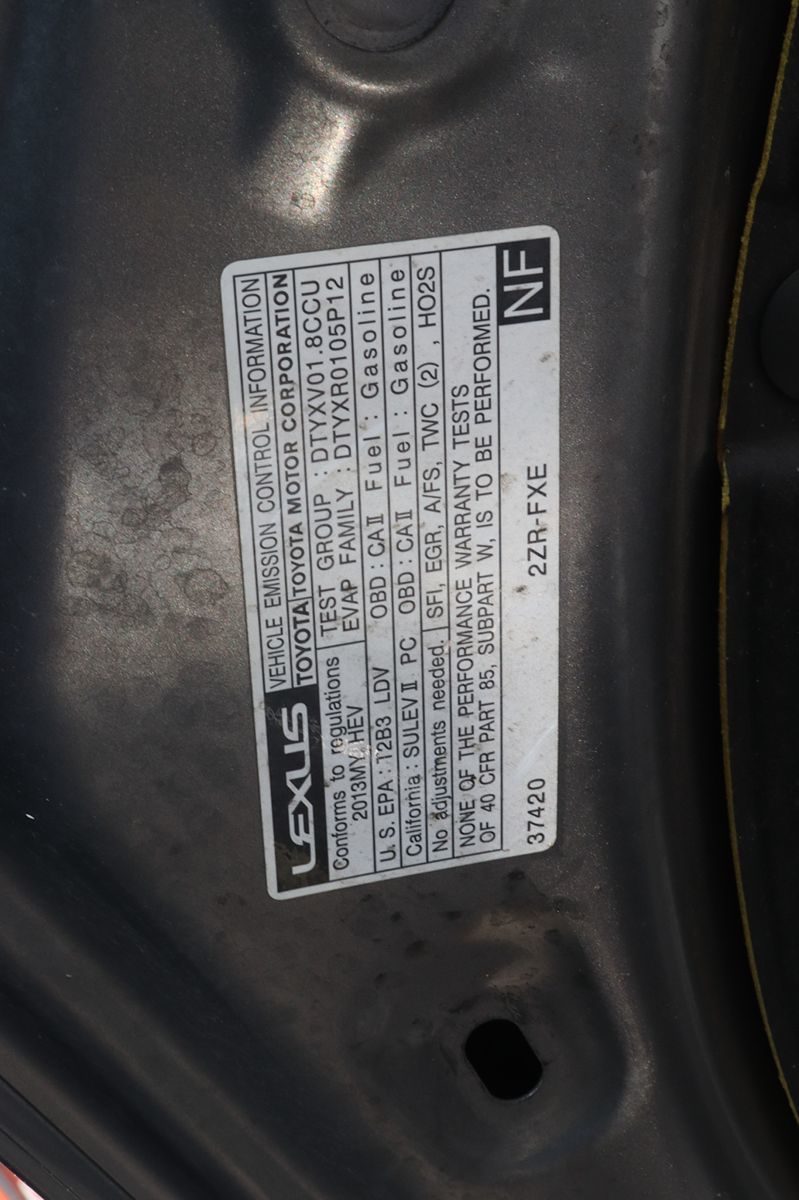 LEXUS VEHICLE EMISSION CONTROL INFORMATION
TOYOTA TOYOTA MOTOR CORPORATION
Conforms to regulations TEST GROUP : DTYXV01.8CCU
2013MY HEV EVAP FAMILY : DTYXR0105P12
U.S. EPA : T2B3 LDV OBD : CAⅡ Fuel : Gasoline
California : SULEVⅡ PC OBD : CAⅡ Fuel : Gasoline
No adjustments needed. SFI, EGR, A/FS, TWC (2) , HO2S
NONE OF THE PERFORMANCE WARRANTY TESTS
OF 40 CFR PART 85, SUBPART W, IS TO BE PERFORMED.
37420 2ZR-FXE NF